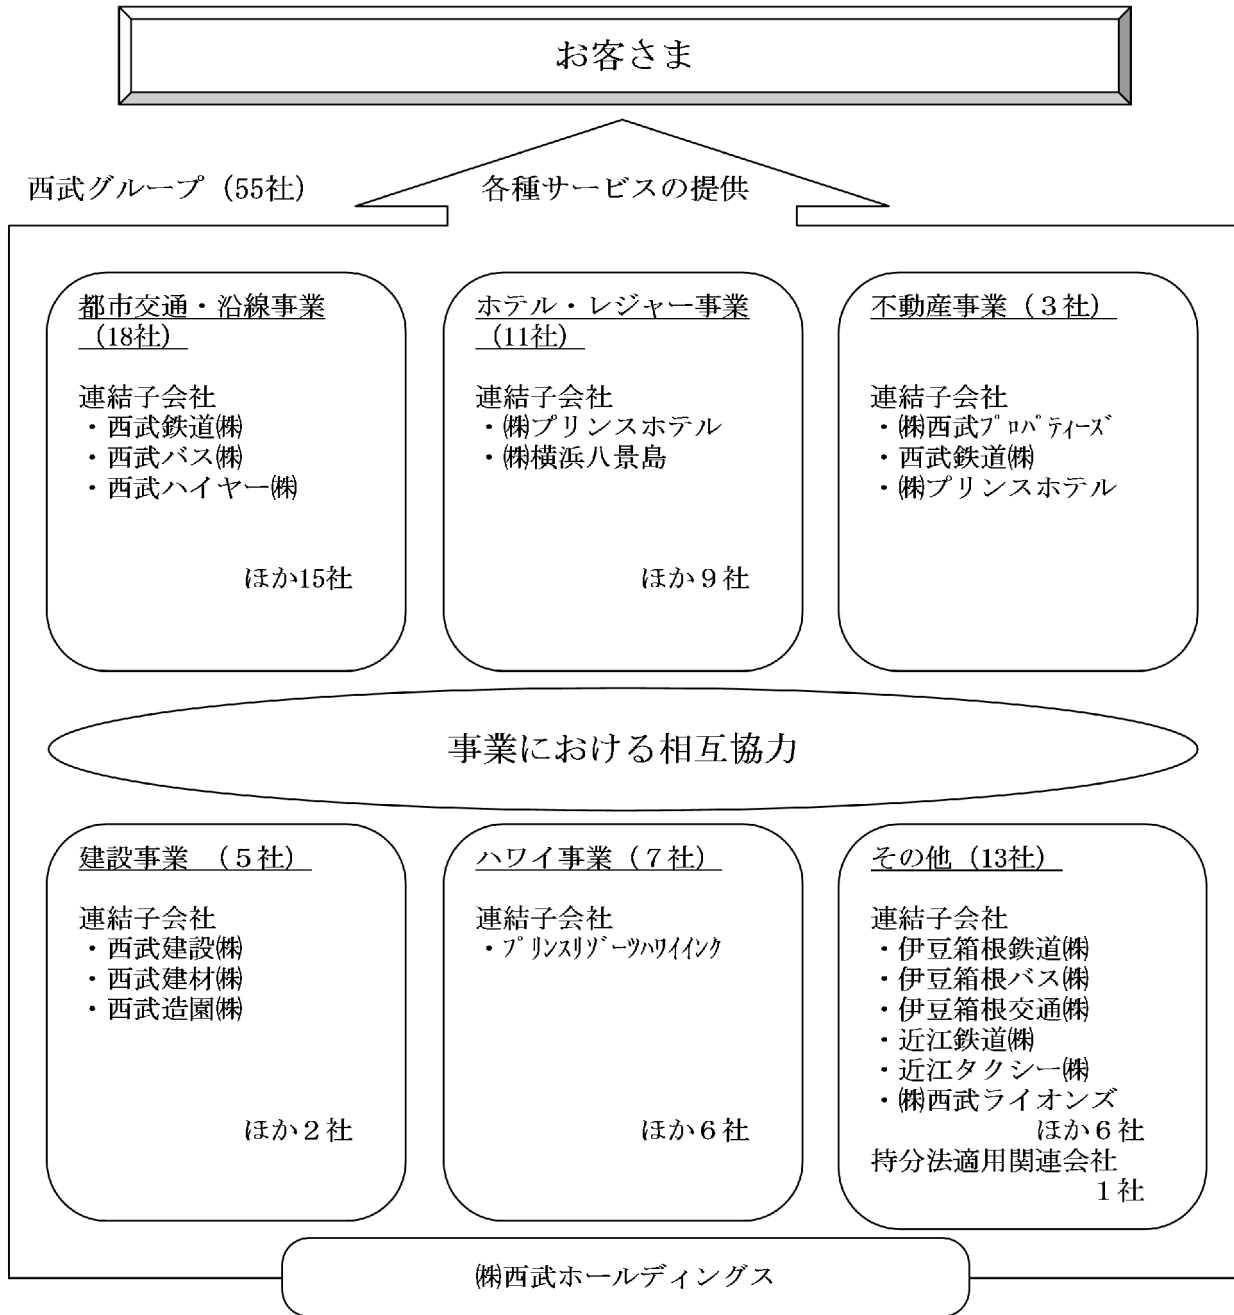 お客さま
西武グループ（55社）
各種サービスの提供
都市交通・沿線事業
（18社）
連結子会社
・西武鉄道㈱
・西武バス㈱
・西武ハイヤー㈱
ほか15社
ホテル・レジャー事業
（11社）
連結子会社
・㈱プリンスホテル
・㈱横浜八景島
ほか９社
不動産事業（３社）
連結子会社
・㈱西武ﾌﾟﾛﾊﾟﾃｨｰｽﾞ
・西武鉄道㈱
・㈱プリンスホテル
事業における相互協力
建設事業　（５社）
連結子会社
・西武建設㈱
・西武建材㈱
・西武造園㈱
ほか２社
ハワイ事業（７社）
連結子会社
・ﾌﾟﾘﾝｽﾘｿﾞｰﾂﾊﾜｲｲﾝｸ
ほか６社
その他（13社）
連結子会社
・伊豆箱根鉄道㈱
・伊豆箱根バス㈱
・伊豆箱根交通㈱
・近江鉄道㈱
・近江タクシー㈱
・㈱西武ライオンズ
ほか６社
持分法適用関連会社
１社
㈱西武ホールディングス